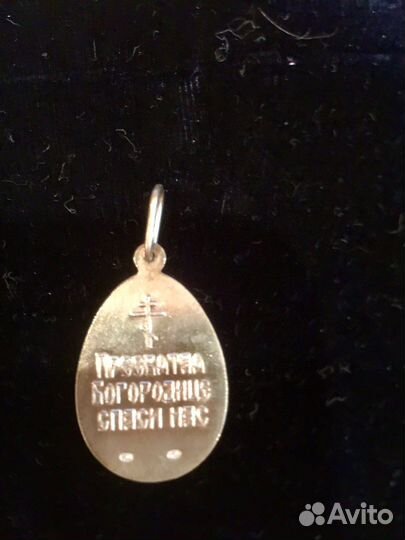 Пресвятая
Богородице
спаси нас
Avito